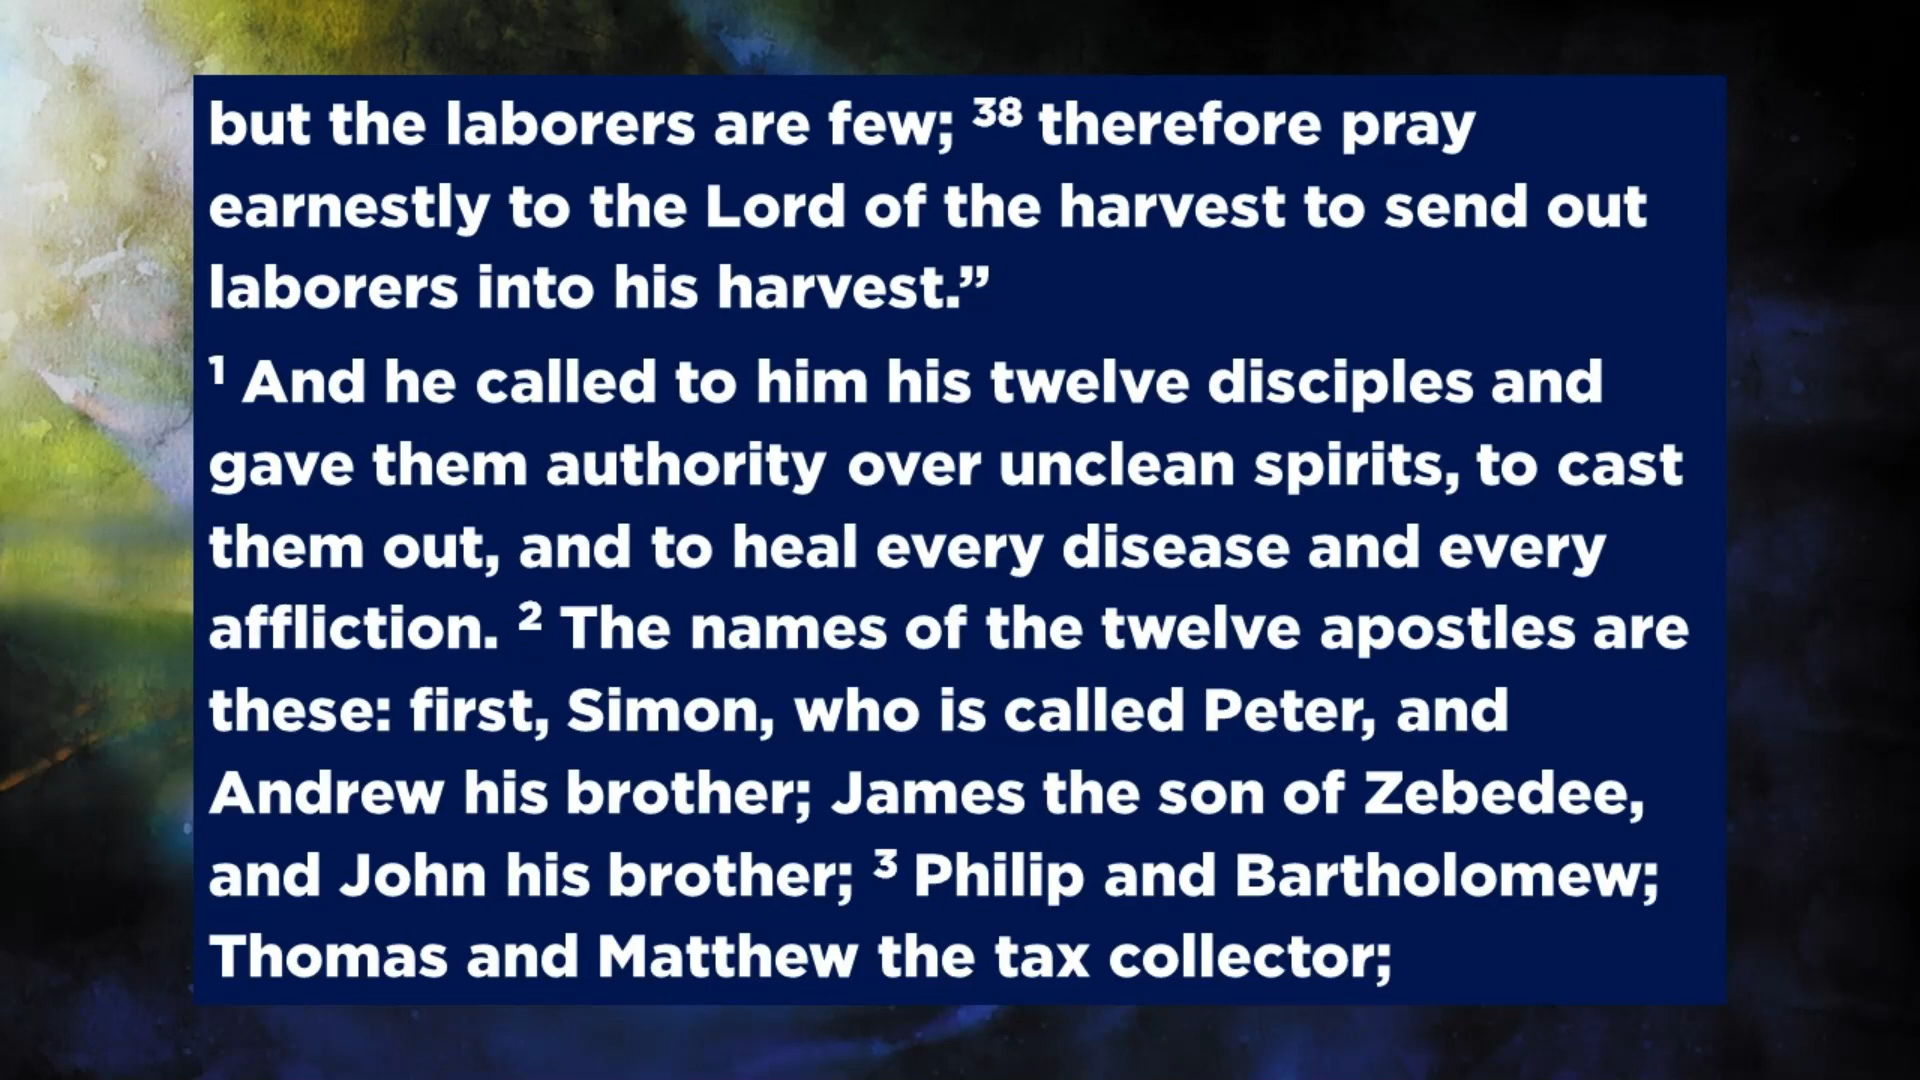 but the laborers are few; 38 therefore pray
earnestly to the Lord of the harvest to send out
laborers into his harvest.”
1 And he called to him his twelve disciples and
gave them authority over unclean spirits, to cast
them out, and to heal every disease and every
affliction. 2 The names of the twelve apostles are
these: first, Simon, who is called Peter, and
Andrew his brother; James the son of Zebedee,
and John his brother; 3 Philip and Bartholomew;
Thomas and Matthew the tax collector;